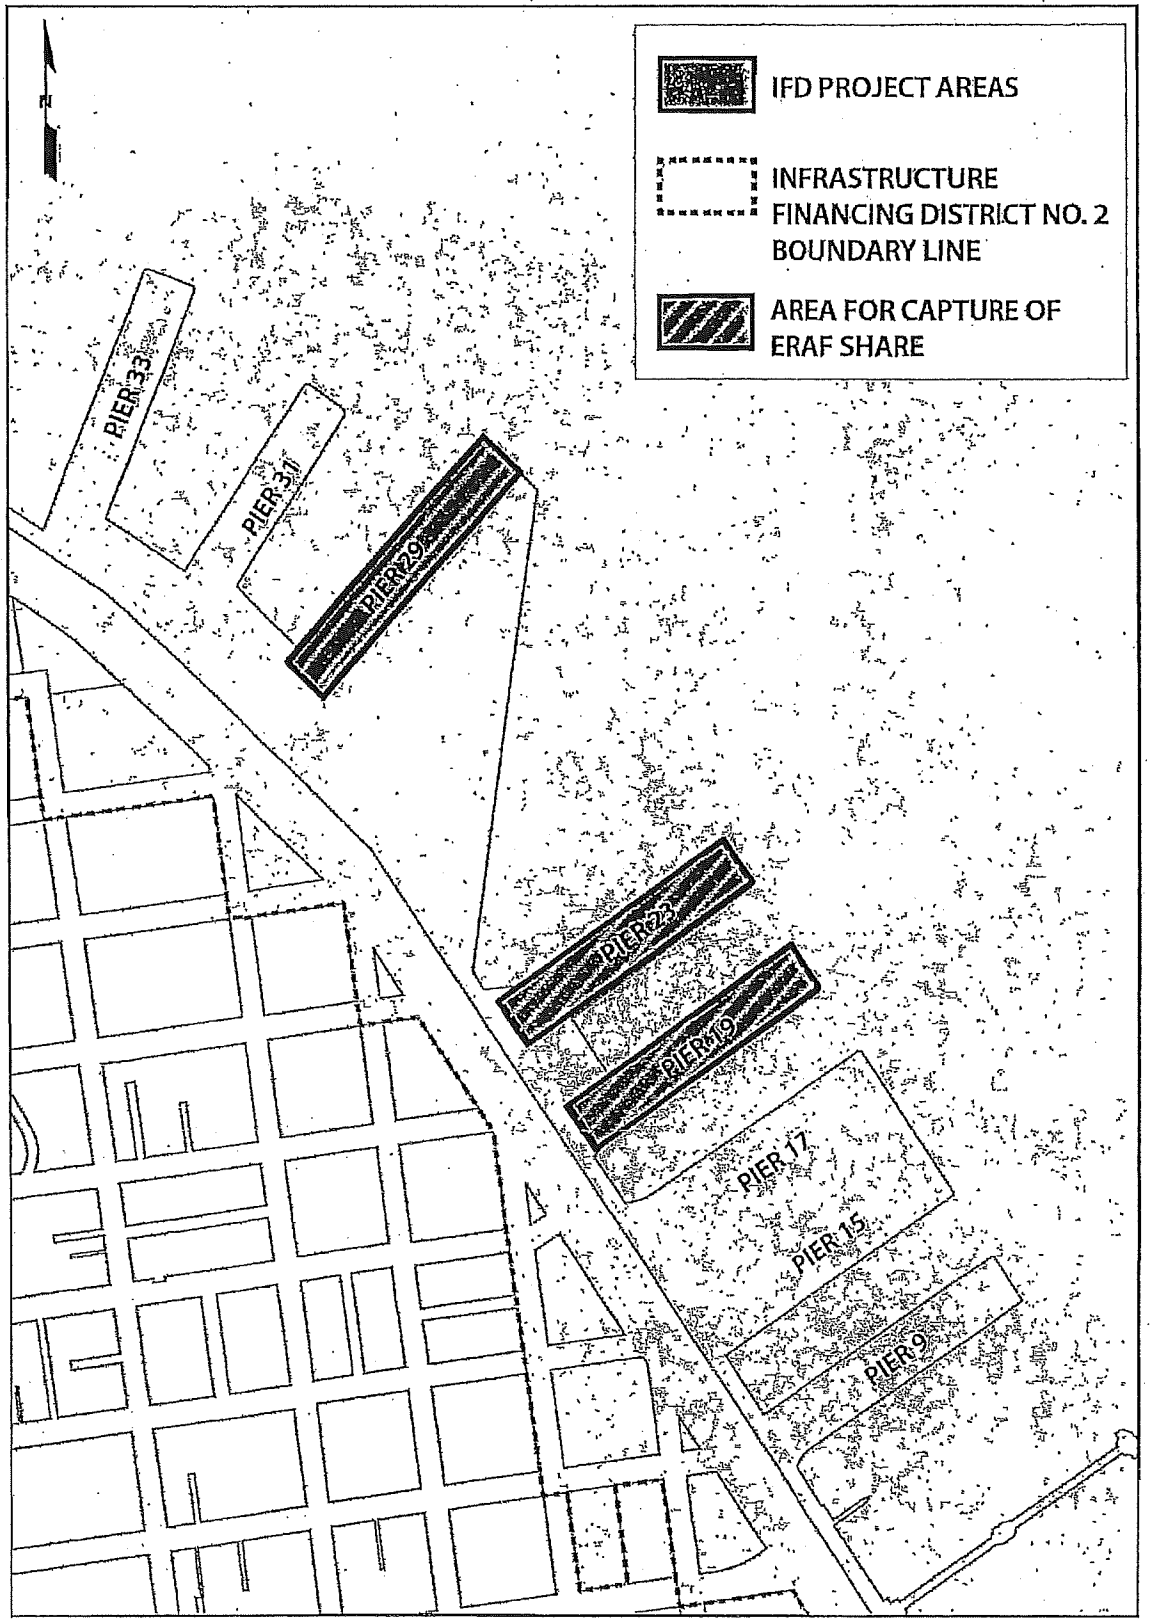 N
IFD PROJECT AREAS
INFRASTRUCTURE
FINANCING DISTRICT NO. 2
BOUNDARY LINE
AREA FOR CAPTURE OF
ERAF SHARE
PIER 33
PIER 31
PIER 29
PIER 23
PIER 19
PIER 17
PIER 15
PIER 9